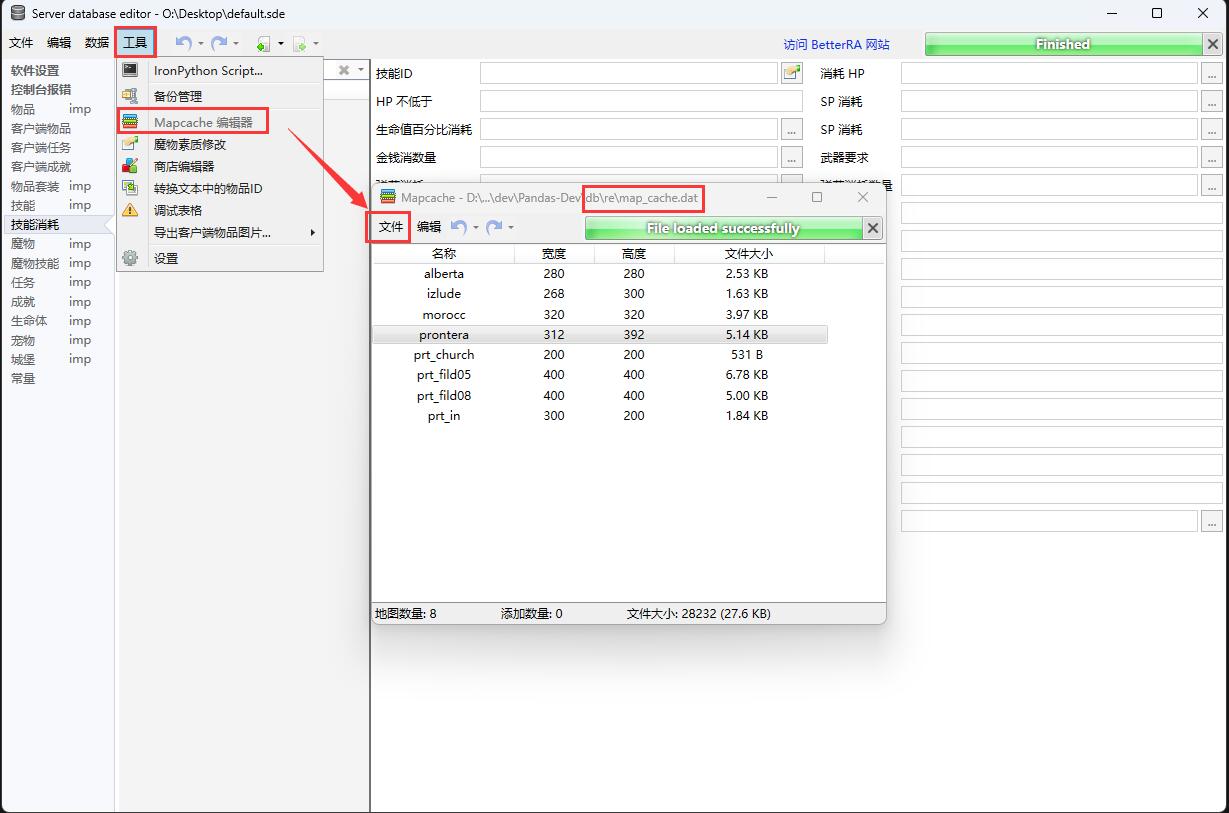 Server database editor - O:\Desktop\default.sde
文件 编辑 数据 工具
访问 BetterRA 网站
Finished
软件设置
控制台报错
物品 imp
客户端物品
客户端任务
客户端成就
物品套装 imp
技能 imp
技能消耗
魔物 imp
魔物技能 imp
任务 imp
成就 imp
生命体 imp
宠物 imp
城堡 imp
常量
IronPython Script...
备份管理
Mapcache 编辑器
魔物素质修改
商店编辑器
转换文本中的物品ID
调试表格
导出客户端物品图片...
设置
技能ID
消耗 HP
...
HP 不低于
SP 消耗
...
生命值百分比消耗
...
SP 消耗
...
金钱消数量
...
武器要求
...
...
Mapcache - D:\...\dev\Pandas-Dev\db\re\map_cache.dat
文件 编辑
File loaded successfully
名称 宽度 高度 文件大小
alberta 280 280 2.53 KB
izlude 268 300 1.63 KB
morocc 320 320 3.97 KB
prontera 312 392 5.14 KB
prt_church 200 200 531 B
prt_fild05 400 400 6.78 KB
prt_fild08 400 400 5.00 KB
prt_in 300 200 1.84 KB
地图数量: 8 添加数量: 0 文件大小: 28232 (27.6 KB)
...